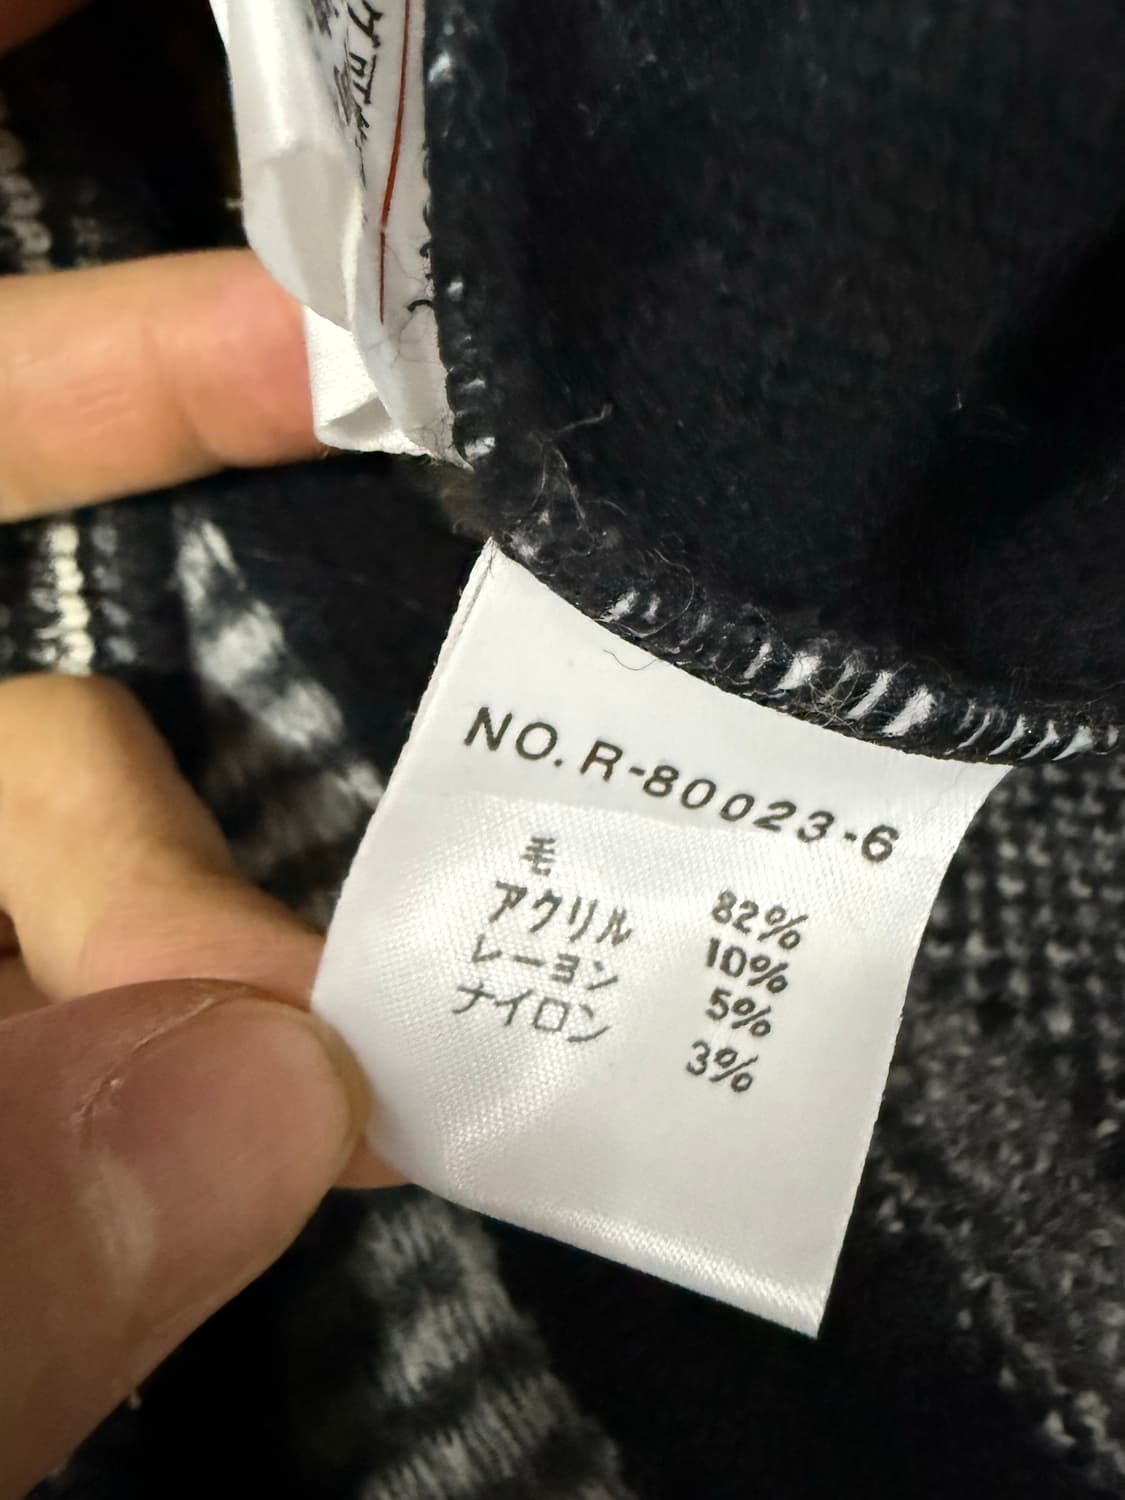 NO. R-80023-6
毛 82%
アクリル 10%
レーヨン 5%
ナイロン 3%